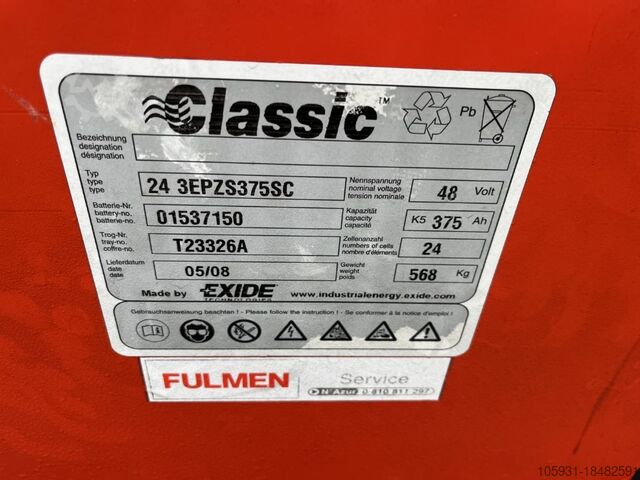 Classic™
Pb
Bezeichnung
designation
désignation
Typ
type
type
24 3EPZS375SC
Nennspannung
nominal voltage
tension nominale
48 Volt
Batterie-Nr.
battery-no.
batterie-no.
01537150
Kapazität
capacity
capacité
K5 375 Ah
Trog-Nr.
tray-no.
coffre-no.
T23326A
Zellenanzahl
numbers of cells
nombre d'éléments
24
Lieferdatum
date
date
05/08
Gewicht
weight
poids
568 Kg
Made by EXIDE
TECHNOLOGIES
www.industrialenergy.exide.com
Gebrauchsanweisung beachten ! - Please follow the instruction ! - Se conformer à la notice d'emploi !
FULMEN
Service
N°Azur 0 810 811 297
105931-18482591